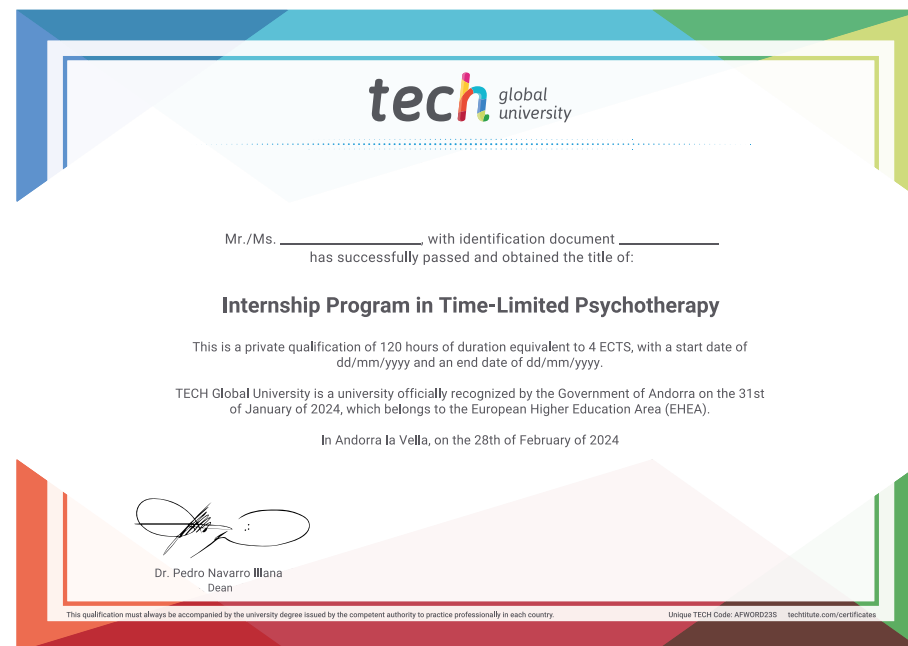 tech global university
Mr./Ms. ____________, with identification document ____________
has successfully passed and obtained the title of:
Internship Program in Time-Limited Psychotherapy
This is a private qualification of 120 hours of duration equivalent to 4 ECTS, with a start date of
dd/mm/yyyy and an end date of dd/mm/yyyy.
TECH Global University is a university officially recognized by the Government of Andorra on the 31st
of January of 2024, which belongs to the European Higher Education Area (EHEA).
In Andorra la Vella, on the 28th of February of 2024
Dr. Pedro Navarro Illana
Dean
This qualification must always be accompanied by the university degree issued by the competent authority to practice professionally in each country.
Unique TECH Code: AFWORD23S techtitute.com/certificates